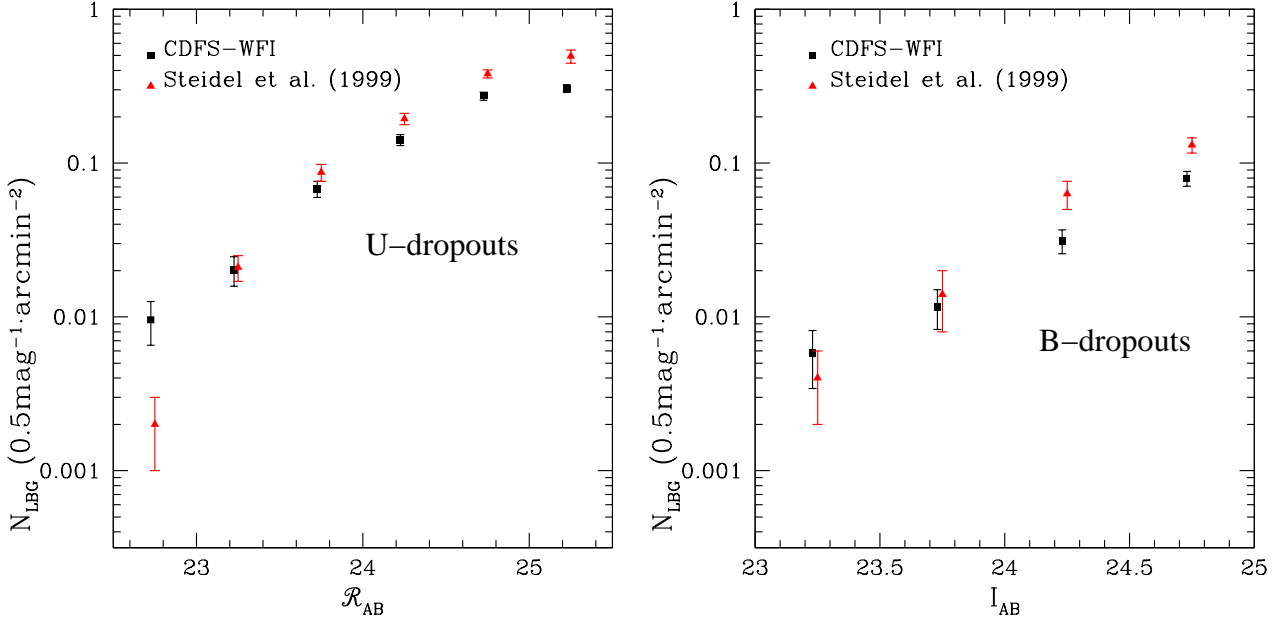 1
0.1
0.01
0.001
N_LBG (0.5mag⁻¹·arcmin⁻²)
CDFS−WFI
Steidel et al. (1999)
U−dropouts
23 24 25
ℛ_AB
1
0.1
0.01
0.001
N_LBG (0.5mag⁻¹·arcmin⁻²)
CDFS−WFI
Steidel et al. (1999)
B−dropouts
23 23.5 24 24.5 25
I_AB